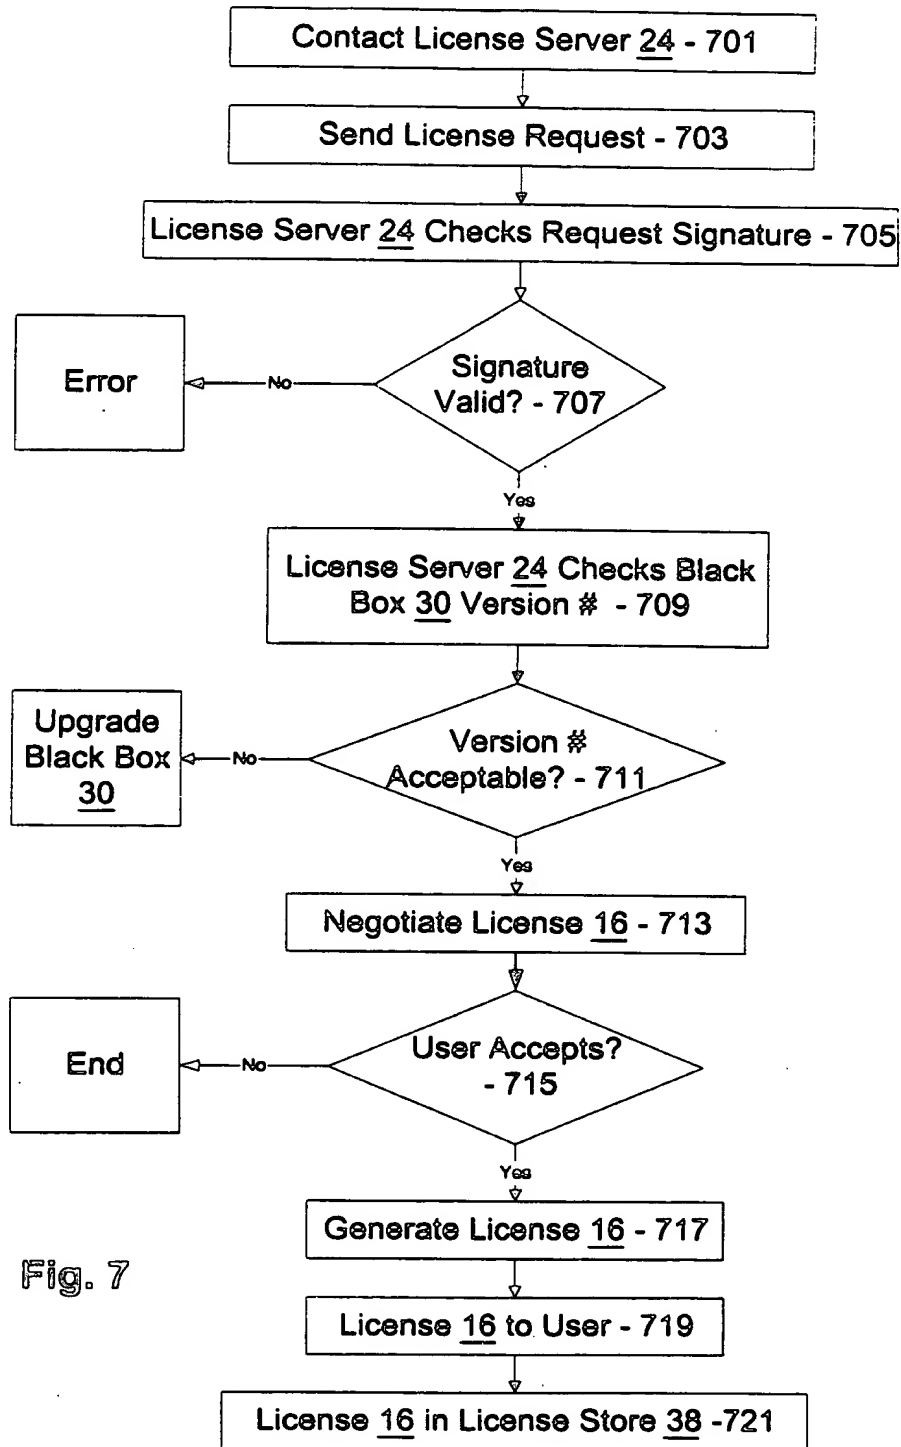 Contact License Server 24 - 701
Send License Request - 703
License Server 24 Checks Request Signature - 705
Signature
Valid? - 707
No
Error
Yes
License Server 24 Checks Black
Box 30 Version # - 709
Version #
Acceptable? - 711
No
Upgrade
Black Box
30
Yes
Negotiate License 16 - 713
User Accepts?
- 715
No
End
Yes
Generate License 16 - 717
License 16 to User - 719
License 16 in License Store 38 -721
Fig. 7